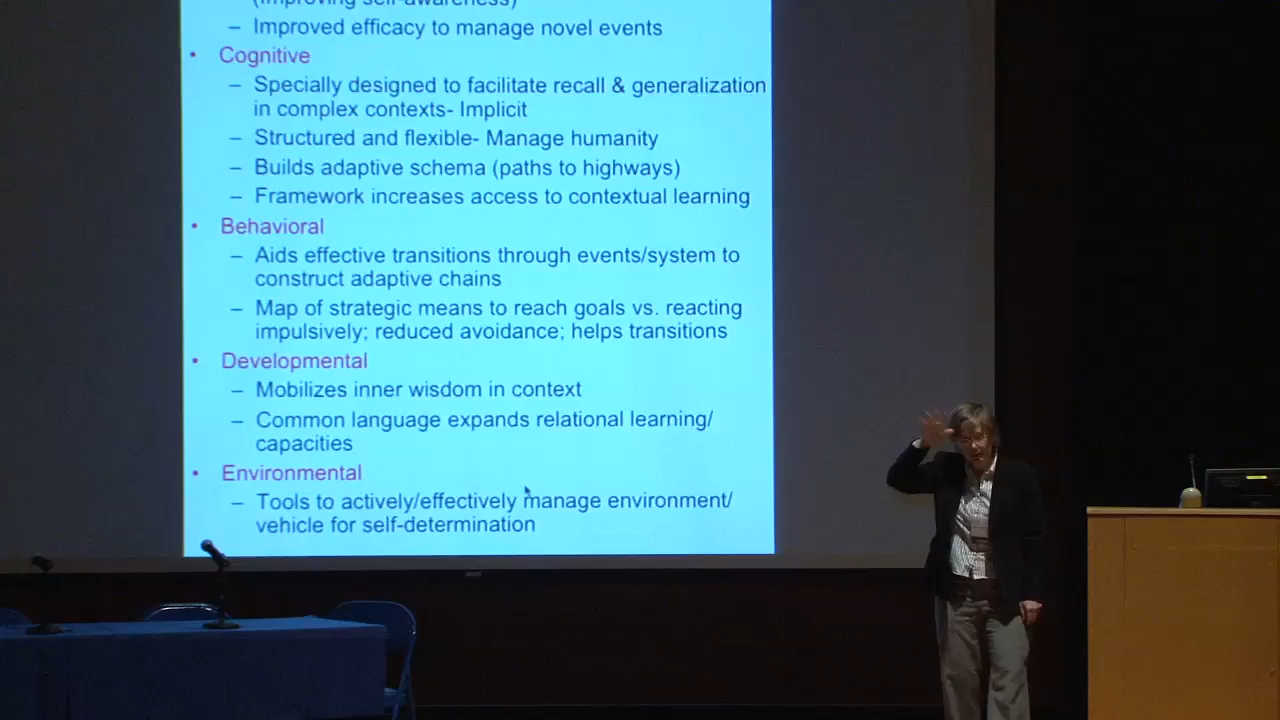 (Improving self-awareness)
– Improved efficacy to manage novel events
• Cognitive
– Specially designed to facilitate recall & generalization
in complex contexts- Implicit
– Structured and flexible- Manage humanity
– Builds adaptive schema (paths to highways)
– Framework increases access to contextual learning
• Behavioral
– Aids effective transitions through events/system to
construct adaptive chains
– Map of strategic means to reach goals vs. reacting
impulsively; reduced avoidance; helps transitions
• Developmental
– Mobilizes inner wisdom in context
– Common language expands relational learning/
capacities
• Environmental
– Tools to actively/effectively manage environment/
vehicle for self-determination